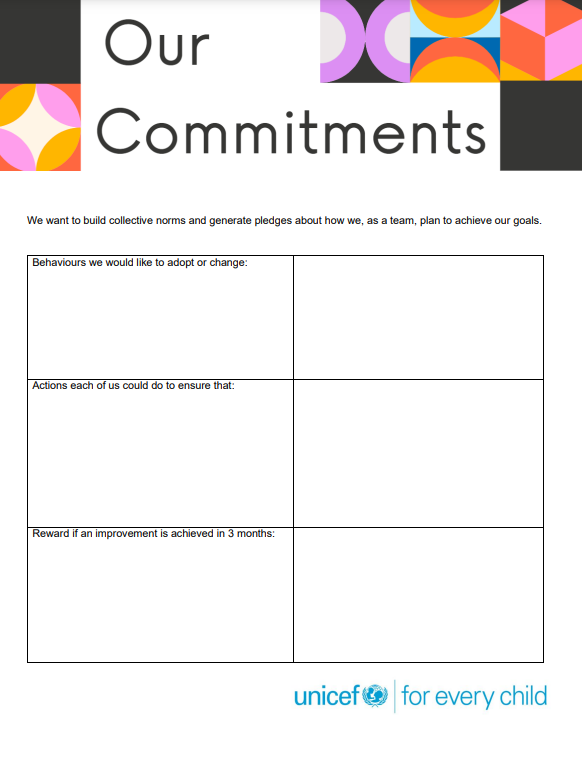 Our
Commitments
We want to build collective norms and generate pledges about how we, as a team, plan to achieve our goals.
Behaviours we would like to adopt or change:
Actions each of us could do to ensure that:
Reward if an improvement is achieved in 3 months:
unicef for every child